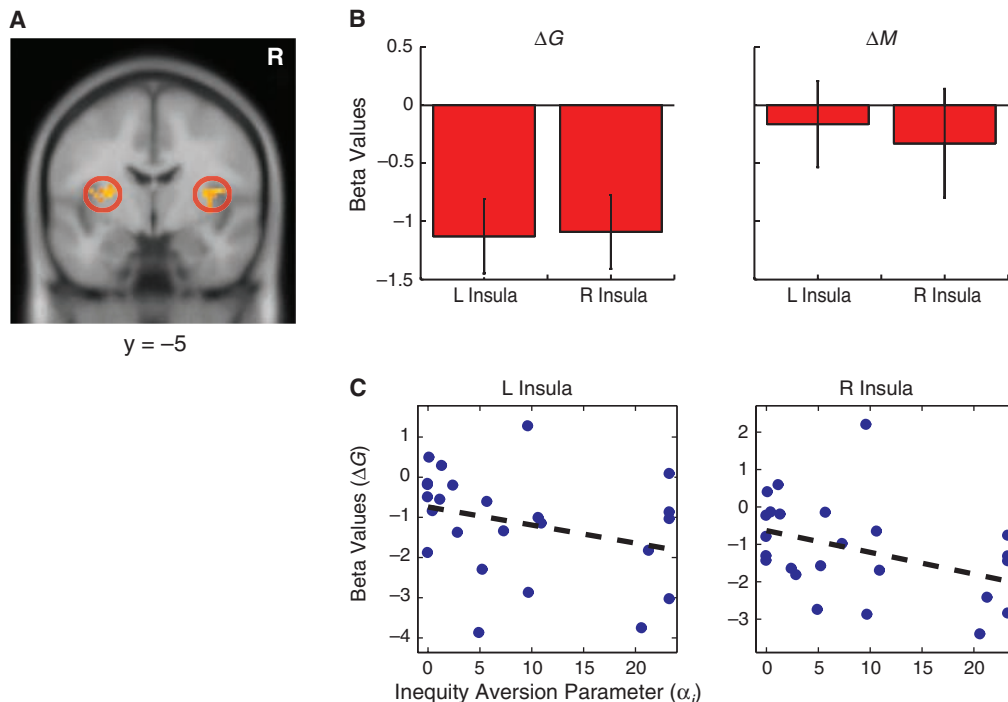 A
R
y = –5
B
ΔG
ΔM
Beta Values
0.5
0
–0.5
–1
–1.5
L Insula
R Insula
L Insula
R Insula
C
L Insula
R Insula
Beta Values (ΔG)
1
0
–1
–2
–3
–4
2
1
0
–1
–2
–3
0
5
10
15
20
0
5
10
15
20
Inequity Aversion Parameter (αi)